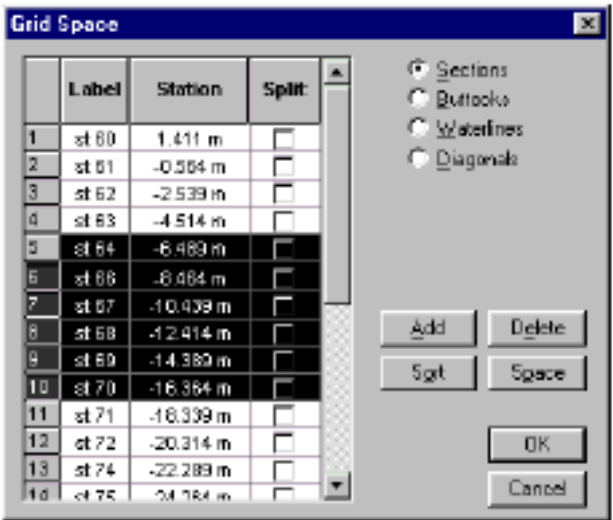 Grid Space
Label Station Split
1 st 60 1.411 m
2 st 61 -0.564 m
3 st 62 -2.539 m
4 st 63 -4.514 m
5 st 64 -6.489 m
6 st 66 -8.464 m
7 st 67 -10.439 m
8 st 68 -12.414 m
9 st 69 -14.389 m
10 st 70 -16.364 m
11 st 71 -18.339 m
12 st 72 -20.314 m
13 st 74 -22.289 m
14 st 75
Sections
Buttocks
Waterlines
Diagonals
Add Delete
Sort Space
OK
Cancel